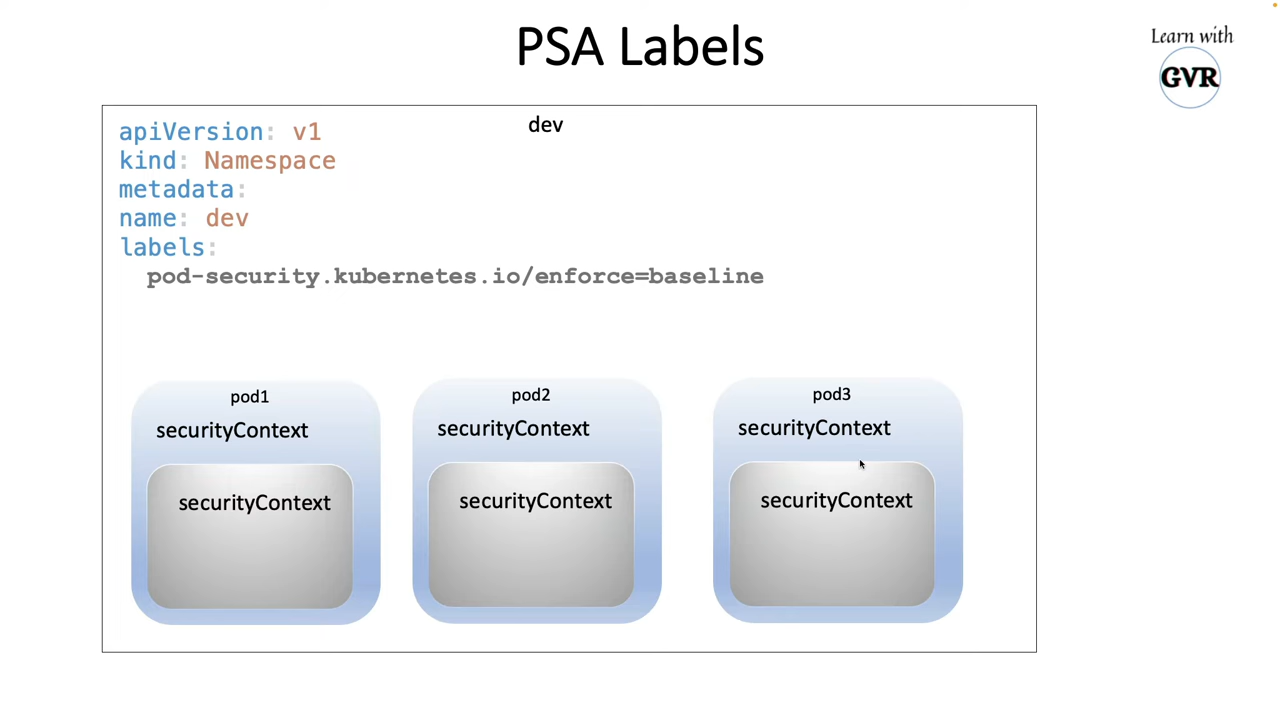 PSA Labels
Learn with
GVR
dev
apiVersion: v1
kind: Namespace
metadata:
name: dev
labels:
  pod-security.kubernetes.io/enforce=baseline
pod1
securityContext
securityContext
pod2
securityContext
securityContext
pod3
securityContext
securityContext